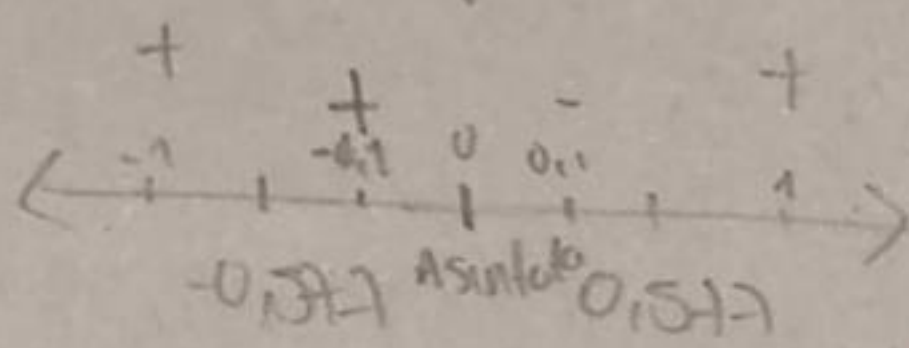 + + - +
-1 -0,1 0 0,1 1
-0,577 Asintota 0,577